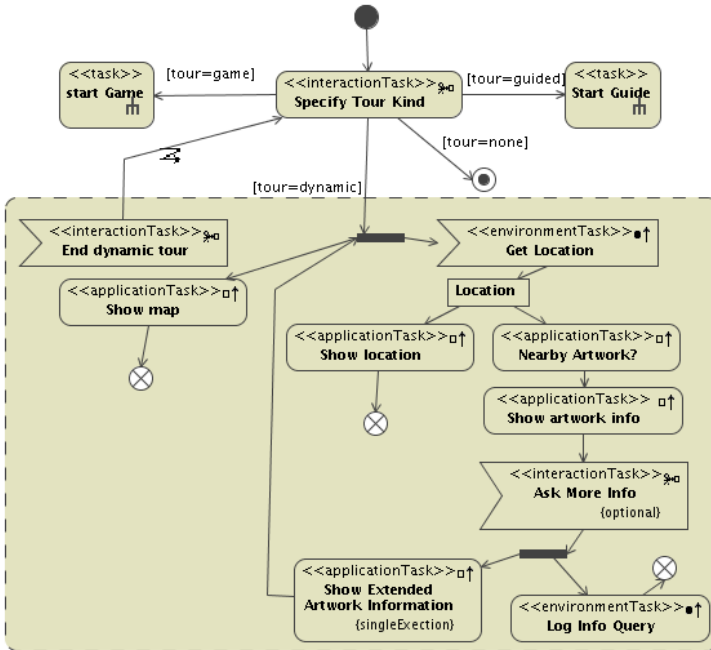 <<task>>
start Game
[tour=game]
<<interactionTask>>
Specify Tour Kind
[tour=guided]
<<task>>
Start Guide
[tour=none]
[tour=dynamic]
<<interactionTask>>
End dynamic tour
<<environmentTask>>
Get Location
<<applicationTask>>
Show map
Location
<<applicationTask>>
Show location
<<applicationTask>>
Nearby Artwork?
<<applicationTask>>
Show artwork info
<<interactionTask>>
Ask More Info
{optional}
<<applicationTask>>
Show Extended
Artwork Information
{singleExection}
<<environmentTask>>
Log Info Query